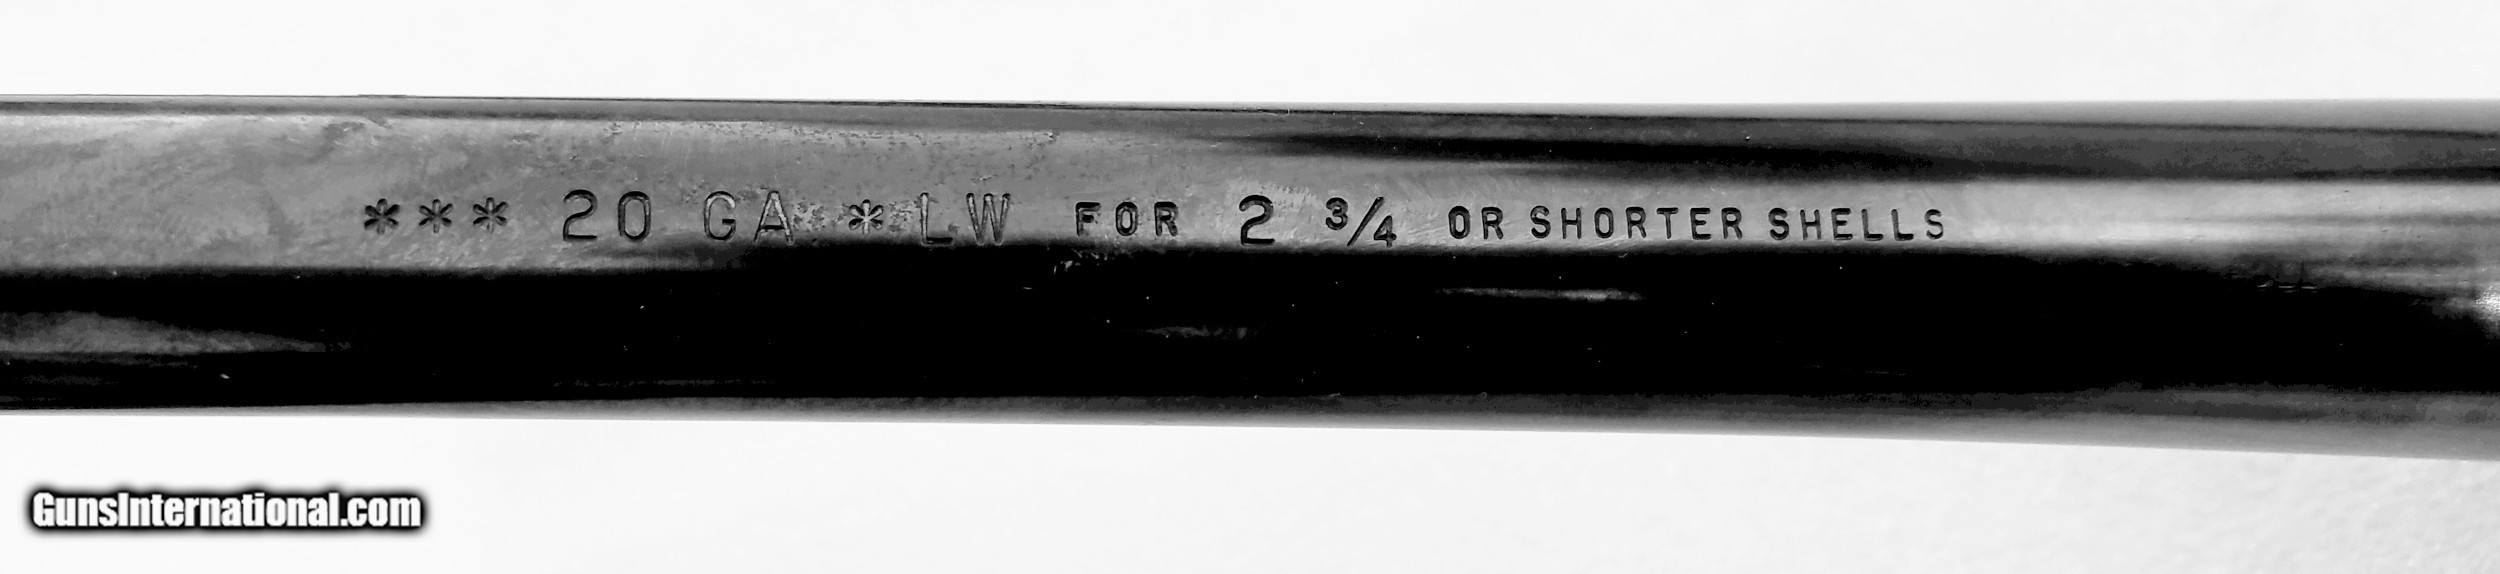 *** 20 GA * LW FOR 2 3/4 OR SHORTER SHELLS
GunsInternational.com